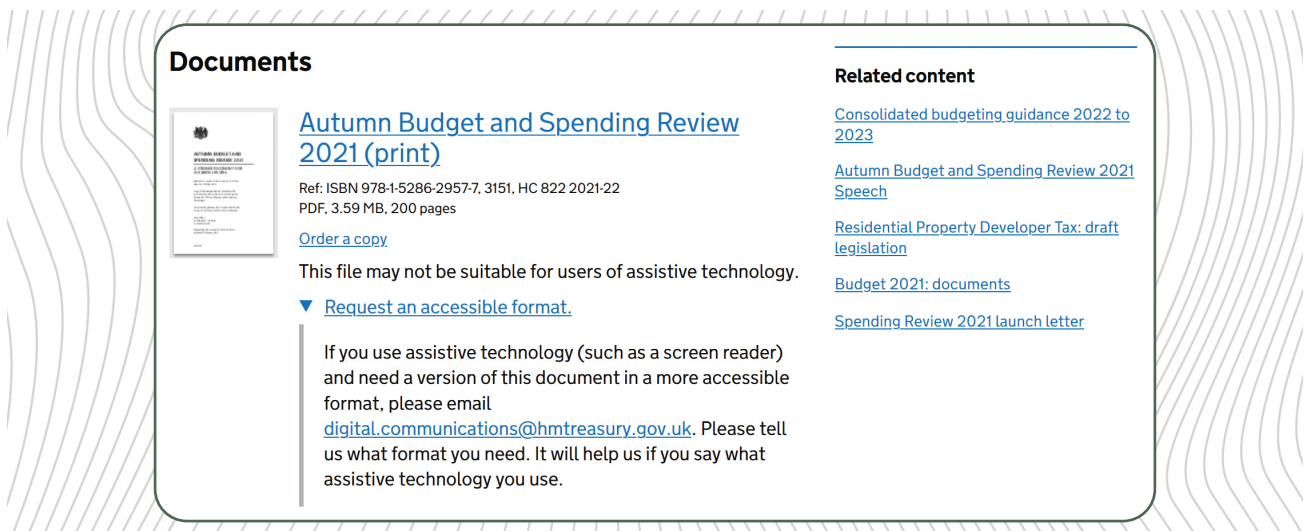 Documents
AUTUMN BUDGET AND
SPENDING REVIEW 2021
Autumn Budget and Spending Review
2021 (print)
Ref: ISBN 978-1-5286-2957-7, 3151, HC 822 2021-22
PDF, 3.59 MB, 200 pages
Order a copy
This file may not be suitable for users of assistive technology.
Request an accessible format.
If you use assistive technology (such as a screen reader)
and need a version of this document in a more accessible
format, please email
digital.communications@hmtreasury.gov.uk. Please tell
us what format you need. It will help us if you say what
assistive technology you use.
Related content
Consolidated budgeting guidance 2022 to
2023
Autumn Budget and Spending Review 2021
Speech
Residential Property Developer Tax: draft
legislation
Budget 2021: documents
Spending Review 2021 launch letter